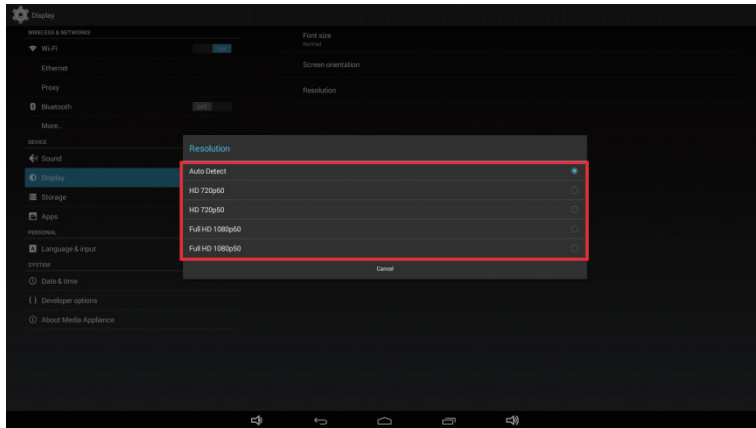 Display
WIRELESS & NETWORKS
Wi-Fi ON
Ethernet
Proxy
Bluetooth OFF
More...
DEVICE
Sound
Display
Storage
Apps
PERSONAL
Language & input
SYSTEM
Date & time
{ } Developer options
About Media Appliance
Font size
Normal
Screen orientation
Resolution
Resolution
Auto Detect
HD 720p60
HD 720p50
Full HD 1080p60
Full HD 1080p50
Cancel